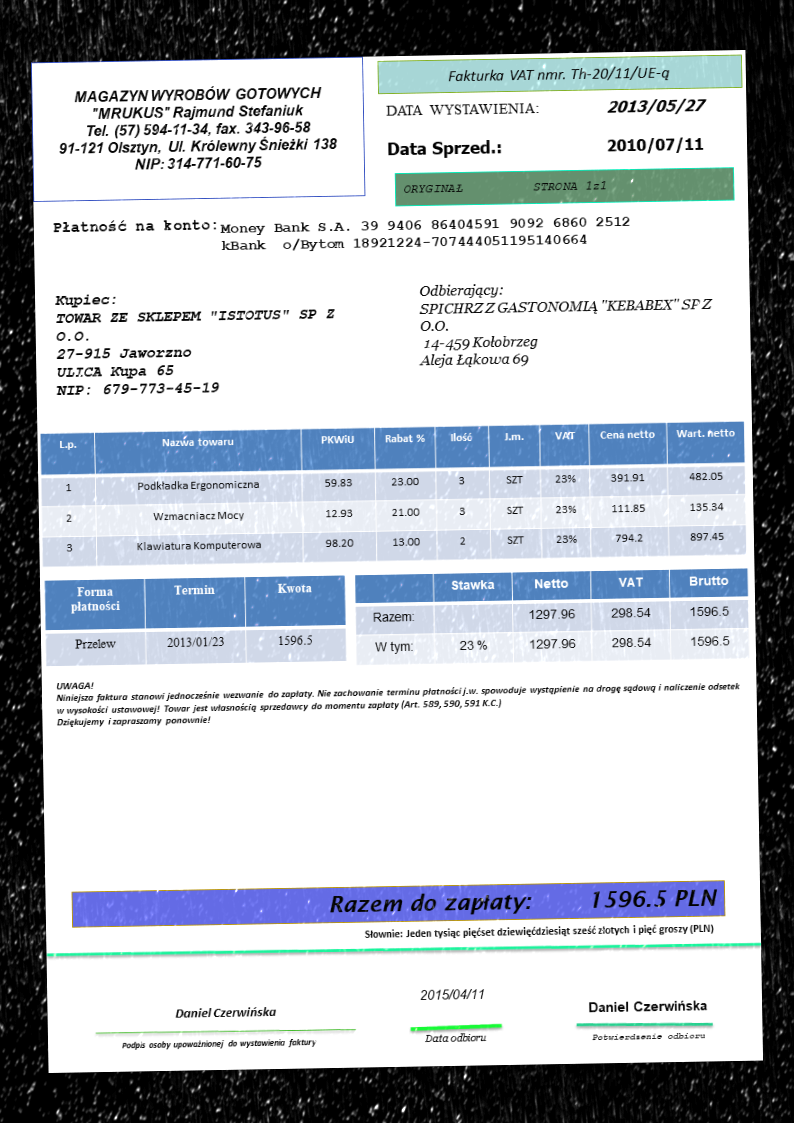 MAGAZYN WYROBÓW GOTOWYCH
"MRUKUS" Rajmund Stefaniuk
Tel. (57) 594-11-34, fax. 343-96-58
91-121 Olsztyn, Ul. Królewny Śnieżki 138
NIP: 314-771-60-75
Fakturka VAT nmr. Th-20/11/UE-q
DATA WYSTAWIENIA: 2013/05/27
Data Sprzed.: 2010/07/11
ORYGINAŁ STRONA 1z1
Płatność na konto: Money Bank S.A. 39 9406 86404591 9092 6860 2512
kBank o/Bytom 18921224-707444051195140664
Kupiec:
TOWAR ZE SKLEPEM "ISTOTUS" SP Z
O.O.
27-915 Jaworzno
ULICA Kupa 65
NIP: 679-773-45-19
Odbierający:
SPICHRZ Z GASTONOMIĄ "KEBABEX" SP Z
O.O.
14-459 Kołobrzeg
Aleja Łąkowa 69
L.p. Nazwa towaru PKWiU Rabat % Ilość J.m. VAT Cena netto Wart. netto
1 Podkładka Ergonomiczna 59.83 23.00 3 SZT 23% 391.91 482.05
2 Wzmacniacz Mocy 12.93 21.00 3 SZT 23% 111.85 135.34
3 Klawiatura Komputerowa 98.20 13.00 2 SZT 23% 794.2 897.45
Forma płatności Termin Kwota
Przelew 2013/01/23 1596.5
Stawka Netto VAT Brutto
Razem: 1297.96 298.54 1596.5
W tym: 23 % 1297.96 298.54 1596.5
UWAGA!
Niniejsza faktura stanowi jednocześnie wezwanie do zapłaty. Nie zachowanie terminu płatności j.w. spowoduje wystąpienie na drogę sądową i naliczenie odsetek
w wysokości ustawowej! Towar jest własnością sprzedawcy do momentu zapłaty (Art. 589, 590, 591 K.C.)
Dziękujemy i zapraszamy ponownie!
Razem do zapłaty: 1596.5 PLN
Słownie: Jeden tysiąc pięćset dziewięćdziesiąt sześć złotych i pięć groszy (PLN)
Daniel Czerwińska
Podpis osoby upoważnionej do wystawienia faktury
2015/04/11
Data odbioru
Daniel Czerwińska
Potwierdzenie odbioru